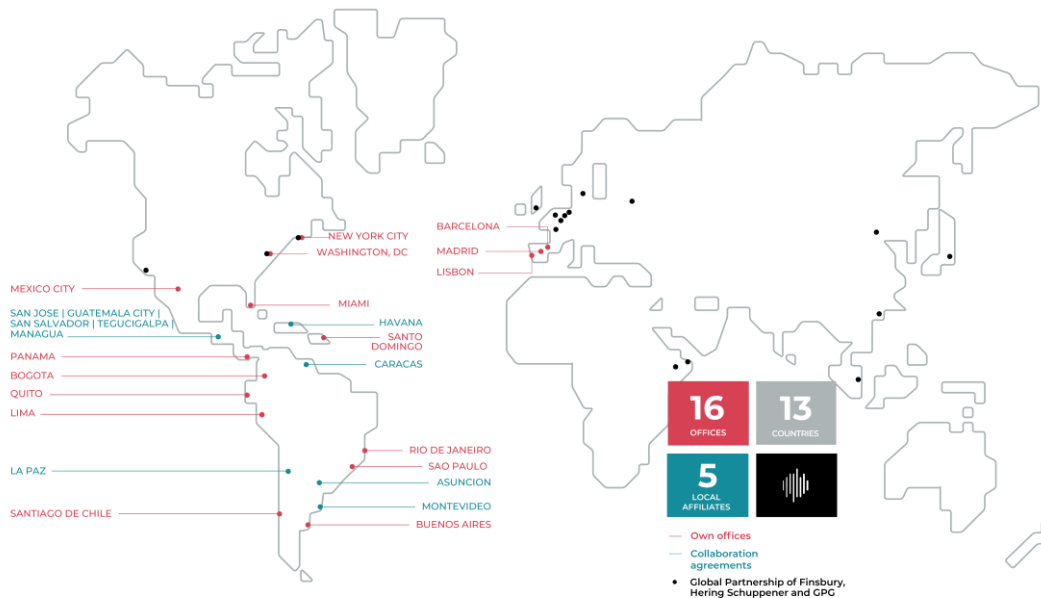 NEW YORK CITY
WASHINGTON, DC
MEXICO CITY
MIAMI
SAN JOSE | GUATEMALA CITY |
SAN SALVADOR | TEGUCIGALPA |
MANAGUA
HAVANA
SANTO
DOMINGO
PANAMA
CARACAS
BOGOTA
QUITO
LIMA
RIO DE JANEIRO
SAO PAULO
LA PAZ
ASUNCION
MONTEVIDEO
SANTIAGO DE CHILE
BUENOS AIRES
BARCELONA
MADRID
LISBON
16
OFFICES
13
COUNTRIES
5
LOCAL
AFFILIATES
Own offices
Collaboration
agreements
Global Partnership of Finsbury,
Hering Schuppener and GPG